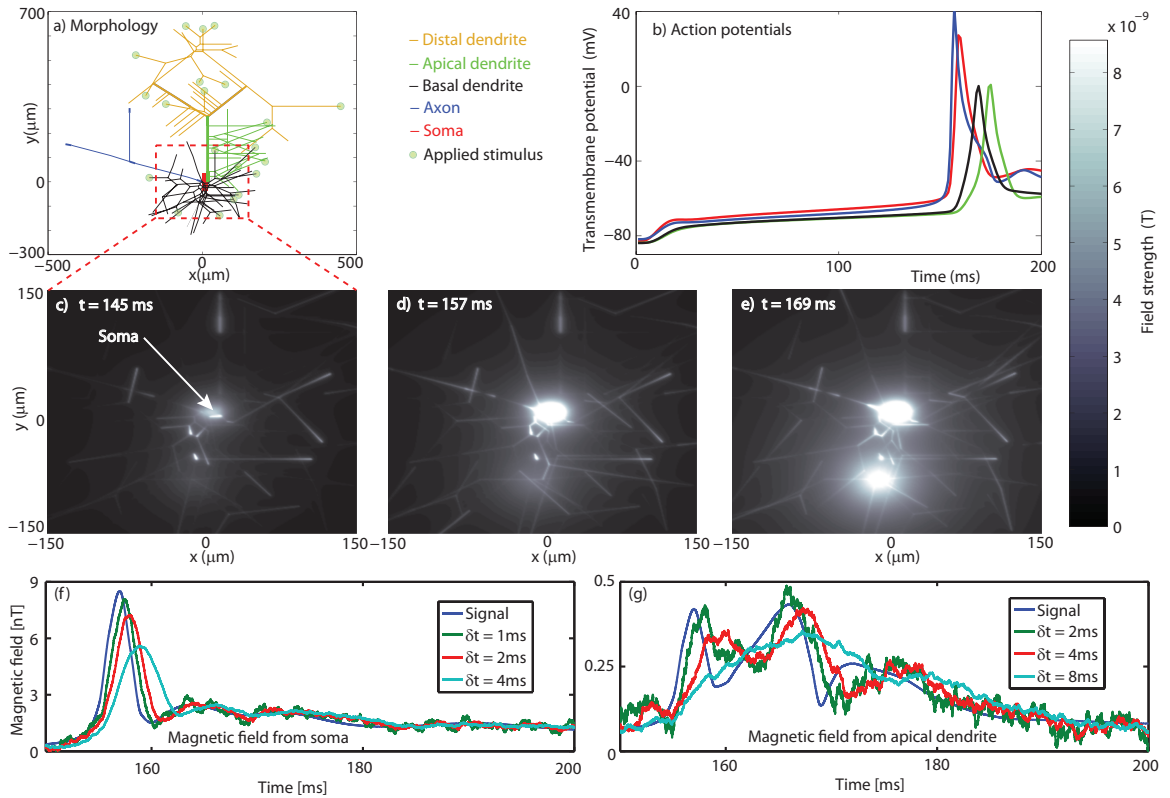 a) Morphology
700
y(μm)
0
−300
−500
0
500
x(μm)
– Distal dendrite
– Apical dendrite
– Basal dendrite
– Axon
– Soma
Applied stimulus
b) Action potentials
Transmembrane potential (mV)
40
0
−40
−80
0
100
200
Time (ms)
x 10⁻⁹
8
7
6
5
4
3
2
1
0
Field strength (T)
c) t = 145 ms
Soma
150
y (μm)
0
−150
−150
0
150
x (μm)
d) t = 157 ms
−150
0
150
x (μm)
e) t = 169 ms
−150
0
150
x (μm)
(f)
Magnetic field [nT]
9
6
3
0
Signal
δt = 1ms
δt = 2ms
δt = 4ms
Magnetic field from soma
160
180
200
Time [ms]
(g)
0.5
0.25
0
Signal
δt = 2ms
δt = 4ms
δt = 8ms
Magnetic field from apical dendrite
160
180
200
Time [ms]